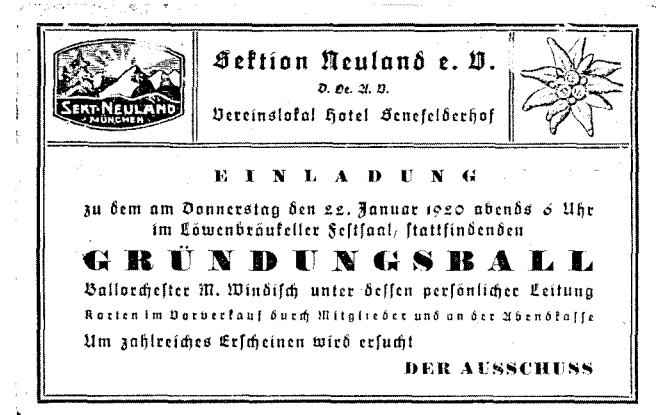 SEKT. NEULAND
MÜNCHEN
Sektion Neuland e. V.
D. Oe. A. V.
Vereinslokal Hotel Senefelderhof
EINLADUNG
zu dem am Donnerstag den 22. Januar 1920 abends 6 Uhr
im Löwenbräukeller Festsaal, stattfindenden
GRÜNDUNGSBALL
Ballorchester M. Windisch unter dessen persönlicher Leitung
Karten im Vorverkauf durch Mitglieder und an der Abendkasse
Um zahlreiches Erscheinen wird ersucht
DER AUSSCHUSS